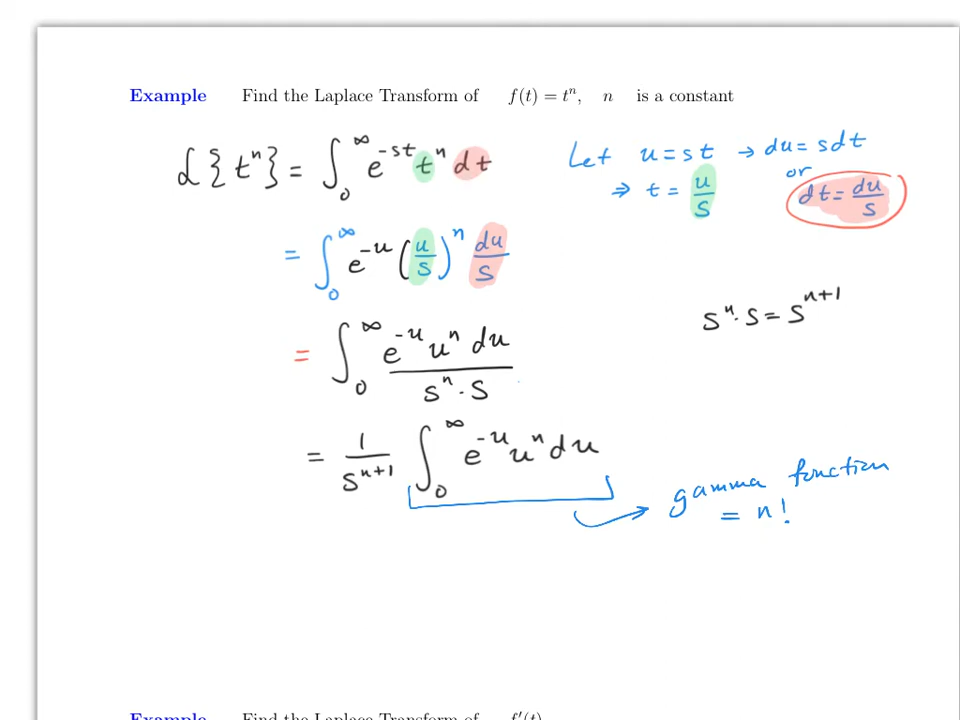 Example Find the Laplace Transform of f(t) = tⁿ, n is a constant
ℒ{tⁿ} = ∫₀^∞ e^(-st) tⁿ dt
Let u = st → du = s dt
or
⇒ t = u/s
dt = du/s
= ∫₀^∞ e^(-u) (u/s)ⁿ du/s
sⁿ · s = s^(n+1)
= ∫₀^∞ e^(-u) uⁿ du / sⁿ · s
= 1/s^(n+1) ∫₀^∞ e^(-u) uⁿ du
→ gamma function
= n!
Example Find the Laplace Transform of f′(t)